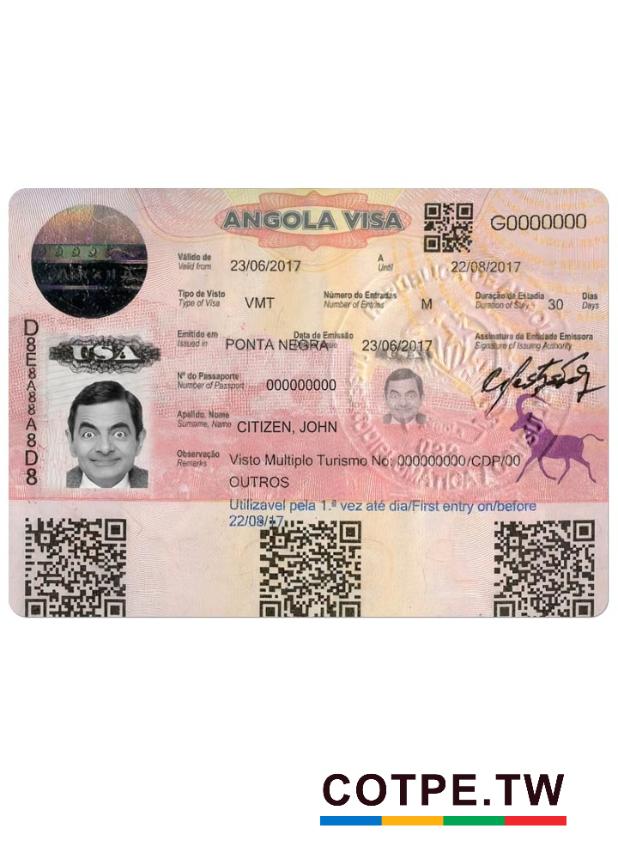 ANGOLA VISA
G0000000
Válido de
Valid from
23/06/2017
A
Until
22/08/2017
Tipo de Visto
Type of Visa
VMT
Número de Entradas
Number of Entries
M
Duração da Estadia
Duration of Stay
30
Dias
Days
Emitido em
Issued in
PONTA NEGRA
Data de Emissão
23/06/2017
Assinatura da Entidade Emissora
Signature of Issuing Authority
USA
Nº do Passaporte
Number of Passport
000000000
Apelido, Nome
Surname, Name
CITIZEN, JOHN
Observação
Remarks
Visto Multiplo Turismo No: 000000000/CDP/00
OUTROS
Utilizavel pela 1.ª vez até dia/First entry on/before
22/08/17
D8E8A88A8D8
COTPE.TW